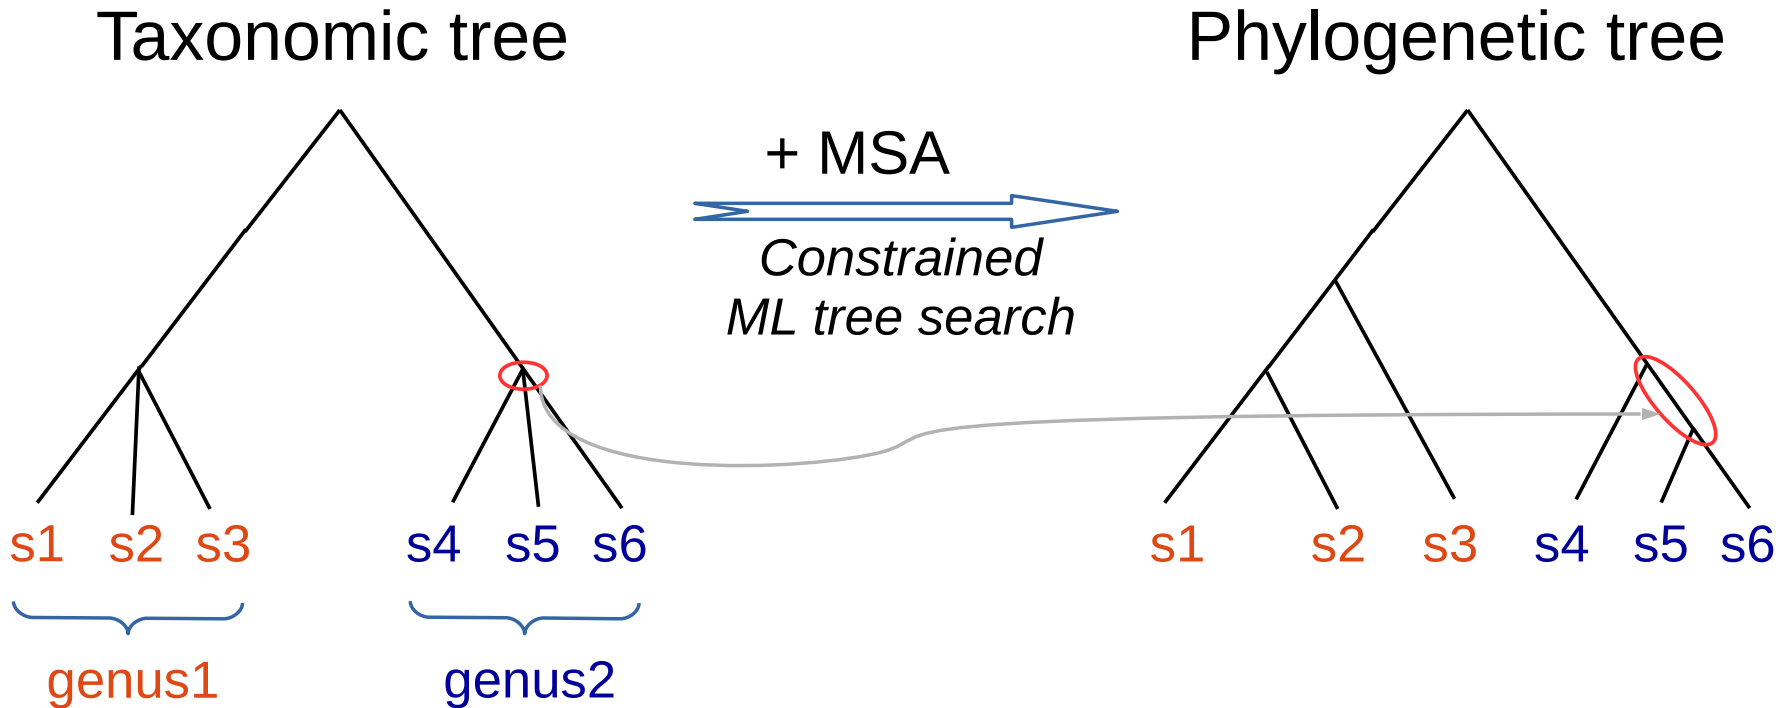 Taxonomic tree
Phylogenetic tree
+ MSA
Constrained
ML tree search
s1 s2 s3 s4 s5 s6
s1 s2 s3 s4 s5 s6
genus1 genus2